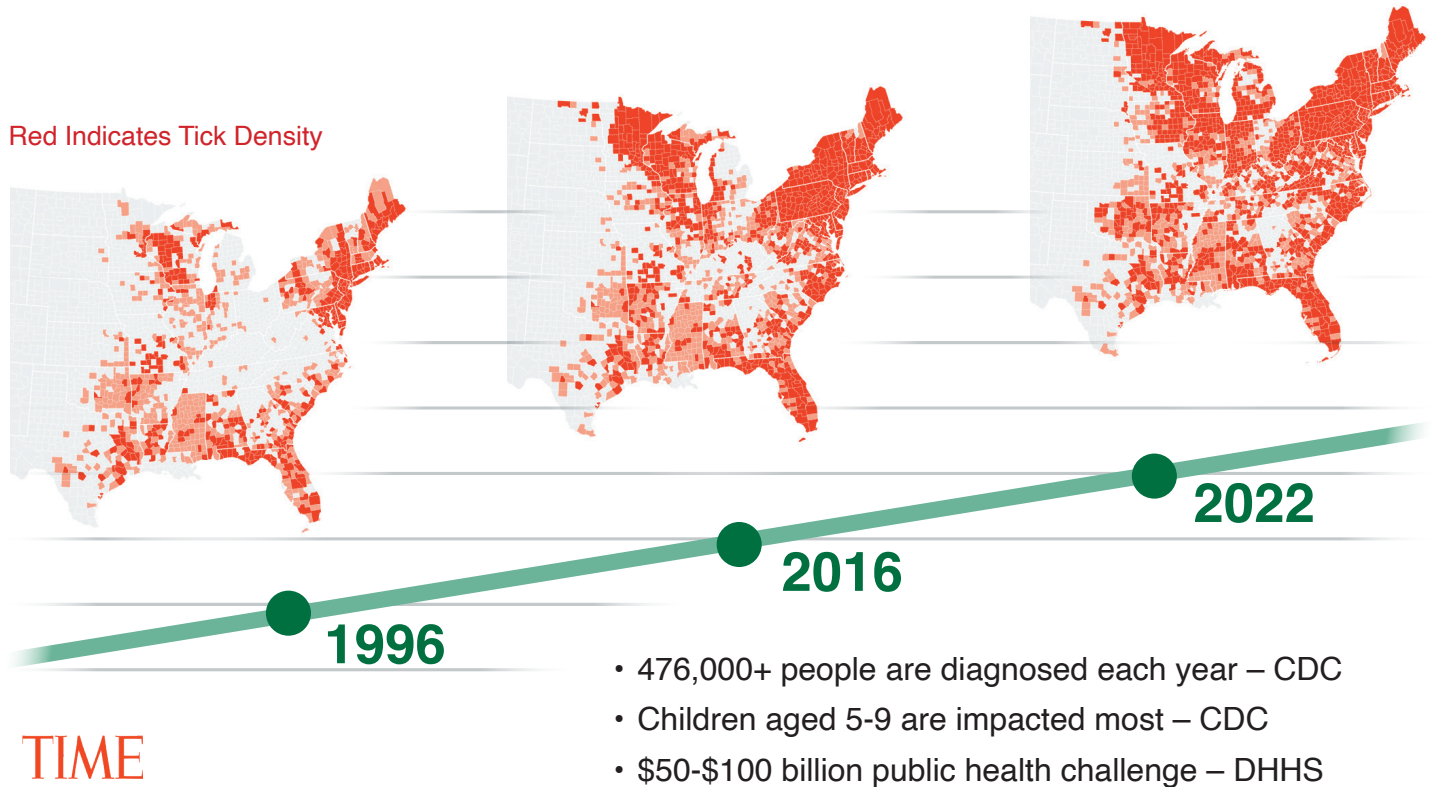 Red Indicates Tick Density
1996
2016
2022
• 476,000+ people are diagnosed each year – CDC
• Children aged 5-9 are impacted most – CDC
• $50-$100 billion public health challenge – DHHS
TIME